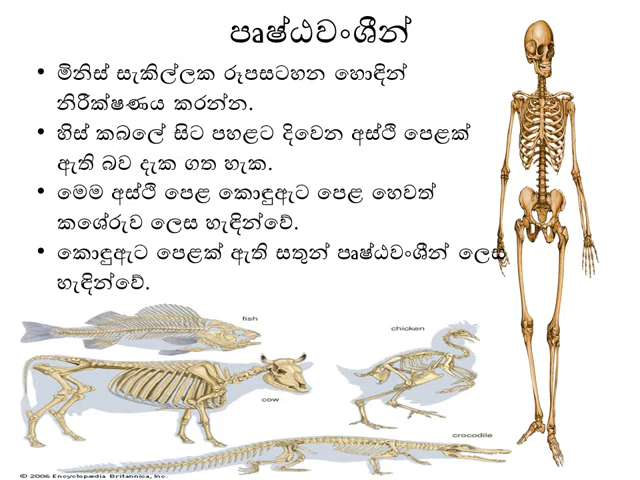 පෘෂ්ඨවංශීන්
• මිනිස් සැකිල්ලක රූපසටහන හොඳින්
නිරීක්ෂණය කරන්න.
• හිස් කබලේ සිට පහළට දිවෙන අස්ථි පෙළක්
ඇති බව දැක ගත හැක.
• මෙම අස්ථි පෙළ කොඳුඇට පෙළ හෙවත්
කශේරුව ලෙස හැඳින්වේ.
• කොඳුඇට පෙළක් ඇති සතුන් පෘෂ්ඨවංශීන් ලෙස
හැඳින්වේ.
fish
chicken
cow
crocodile
© 2006 Encyclopædia Britannica, Inc.